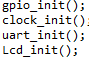 gpio_init();
clock_init();
uart_init();
Lcd_init();